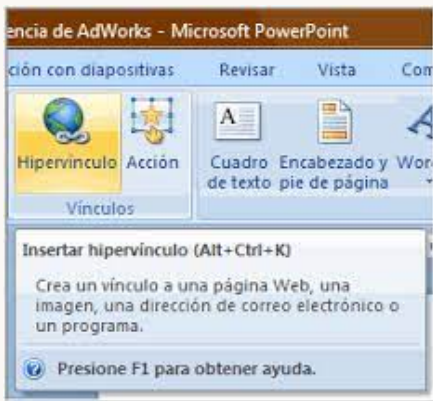 encia de AdWorks - Microsoft PowerPoint
ción con diapositivas Revisar Vista Com
Hipervínculo Acción Cuadro Encabezado y Wor
de texto pie de página
Vínculos
Insertar hipervínculo (Alt+Ctrl+K)
Crea un vínculo a una página Web, una
imagen, una dirección de correo electrónico o
un programa.
Presione F1 para obtener ayuda.